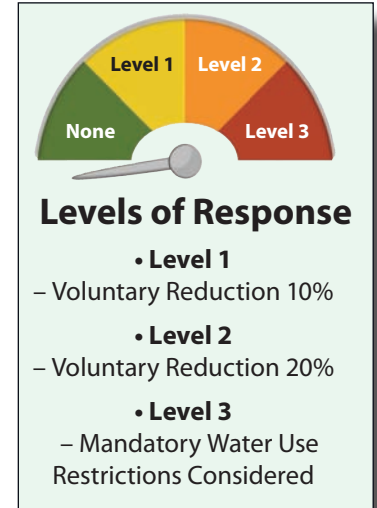 Level 1 Level 2
None Level 3
Levels of Response
• Level 1
– Voluntary Reduction 10%
• Level 2
– Voluntary Reduction 20%
• Level 3
– Mandatory Water Use
Restrictions Considered